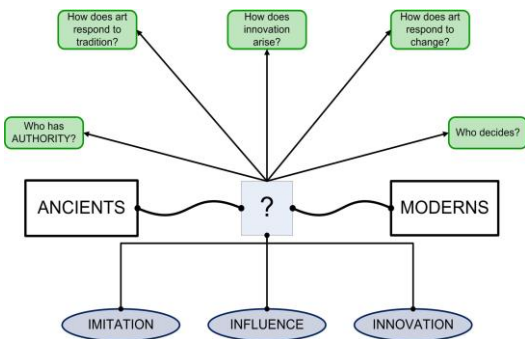 How does art
respond to
tradition?
How does
innovation
arise?
How does art
respond to
change?
Who has
AUTHORITY?
Who decides?
ANCIENTS
?
MODERNS
IMITATION
INFLUENCE
INNOVATION